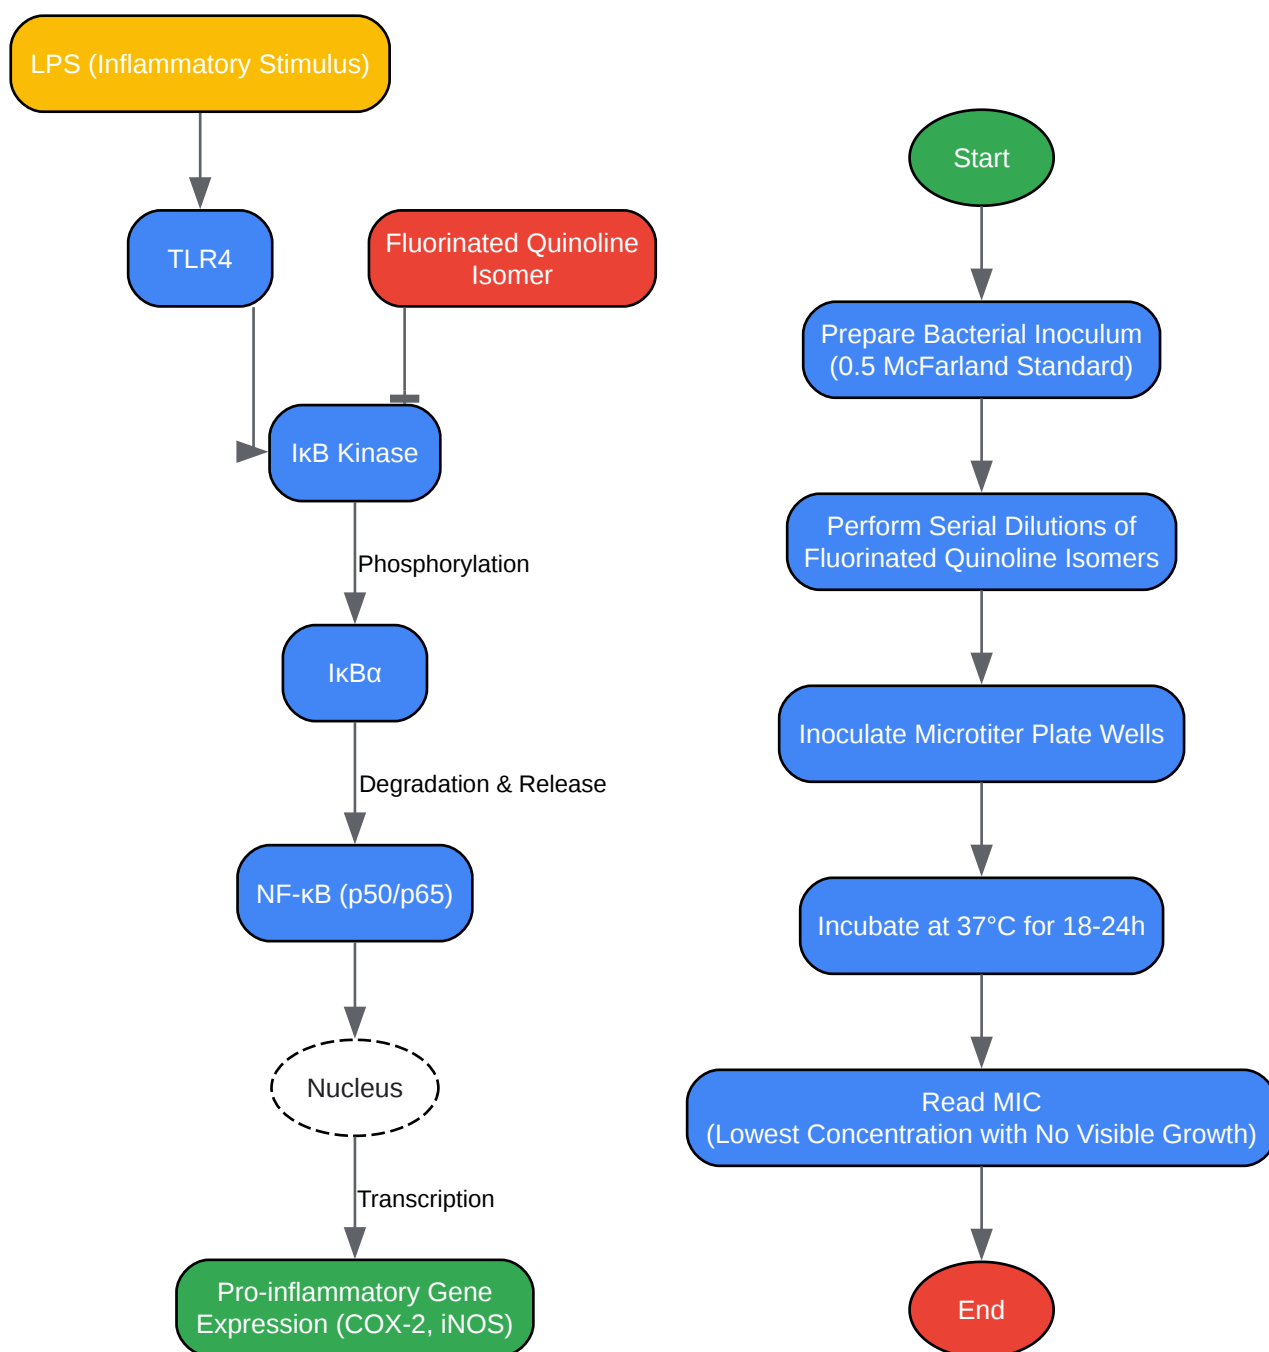 LPS (Inflammatory Stimulus)
TLR4
Fluorinated Quinoline
Isomer
IκB Kinase
Phosphorylation
IκBα
Degradation & Release
NF-κB (p50/p65)
Nucleus
Transcription
Pro-inflammatory Gene
Expression (COX-2, iNOS)
Start
Prepare Bacterial Inoculum
(0.5 McFarland Standard)
Perform Serial Dilutions of
Fluorinated Quinoline Isomers
Inoculate Microtiter Plate Wells
Incubate at 37°C for 18-24h
Read MIC
(Lowest Concentration with No Visible Growth)
End